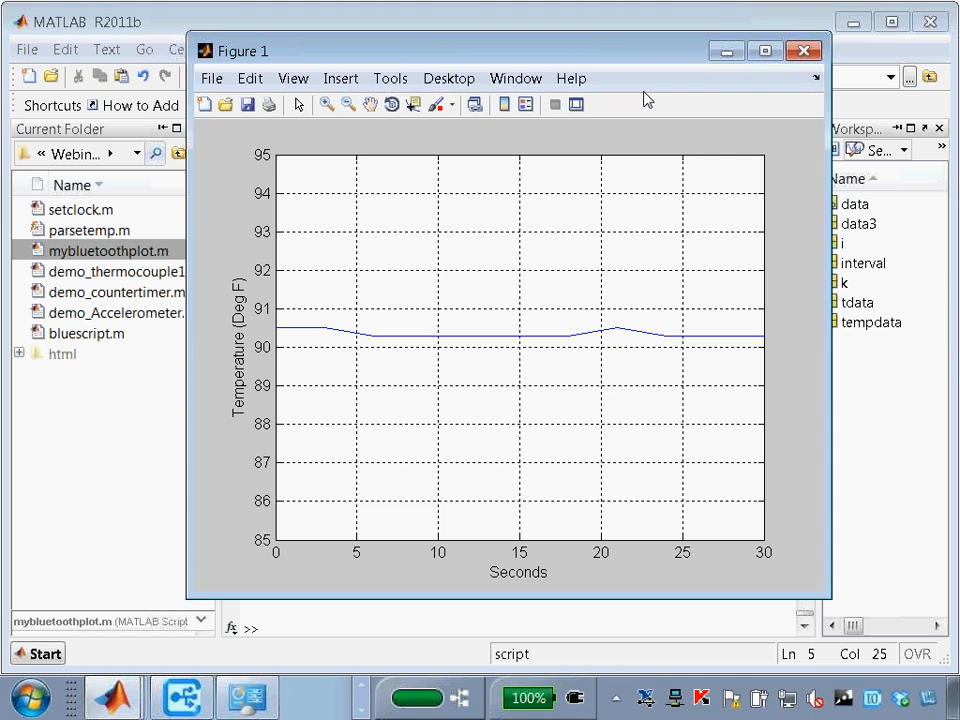 MATLAB R2011b
File Edit Text Go Ce
Shortcuts How to Add
Current Folder
« Webin...
Name
setclock.m
parsetemp.m
mybluetoothplot.m
demo_thermocouple1
demo_countertimer.m
demo_Accelerometer.
bluescript.m
html
mybluetoothplot.m (MATLAB Script
Figure 1
File Edit View Insert Tools Desktop Window Help
95
94
93
92
91
90
89
88
87
86
85
Temperature (Deg F)
0 5 10 15 20 25 30
Seconds
...
Worksp...
Se...
»
Name
data
data3
i
interval
k
tdata
tempdata
fx >>
Start
script
Ln 5 Col 25 OVR
100%